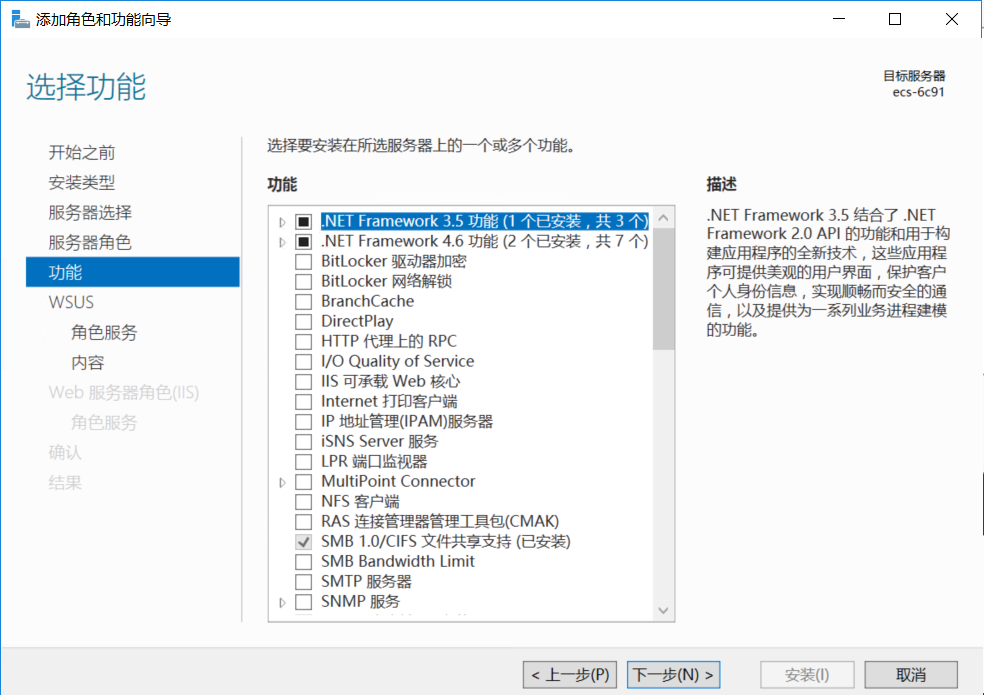 添加角色和功能向导
选择功能
目标服务器
ecs-6c91
开始之前
安装类型
服务器选择
服务器角色
功能
WSUS
角色服务
内容
Web 服务器角色(IIS)
角色服务
确认
结果
选择要安装在所选服务器上的一个或多个功能。
功能
.NET Framework 3.5 功能 (1 个已安装，共 3 个)
.NET Framework 4.6 功能 (2 个已安装，共 7 个)
BitLocker 驱动器加密
BitLocker 网络解锁
BranchCache
DirectPlay
HTTP 代理上的 RPC
I/O Quality of Service
IIS 可承载 Web 核心
Internet 打印客户端
IP 地址管理(IPAM)服务器
iSNS Server 服务
LPR 端口监视器
MultiPoint Connector
NFS 客户端
RAS 连接管理器管理工具包(CMAK)
SMB 1.0/CIFS 文件共享支持 (已安装)
SMB Bandwidth Limit
SMTP 服务器
SNMP 服务
描述
.NET Framework 3.5 结合了 .NET
Framework 2.0 API 的功能和用于构
建应用程序的全新技术，这些应用程
序可提供美观的用户界面，保护客户
个人身份信息，实现顺畅而安全的通
信，以及提供为一系列业务进程建模
的功能。
< 上一步(P)
下一步(N) >
安装(I)
取消